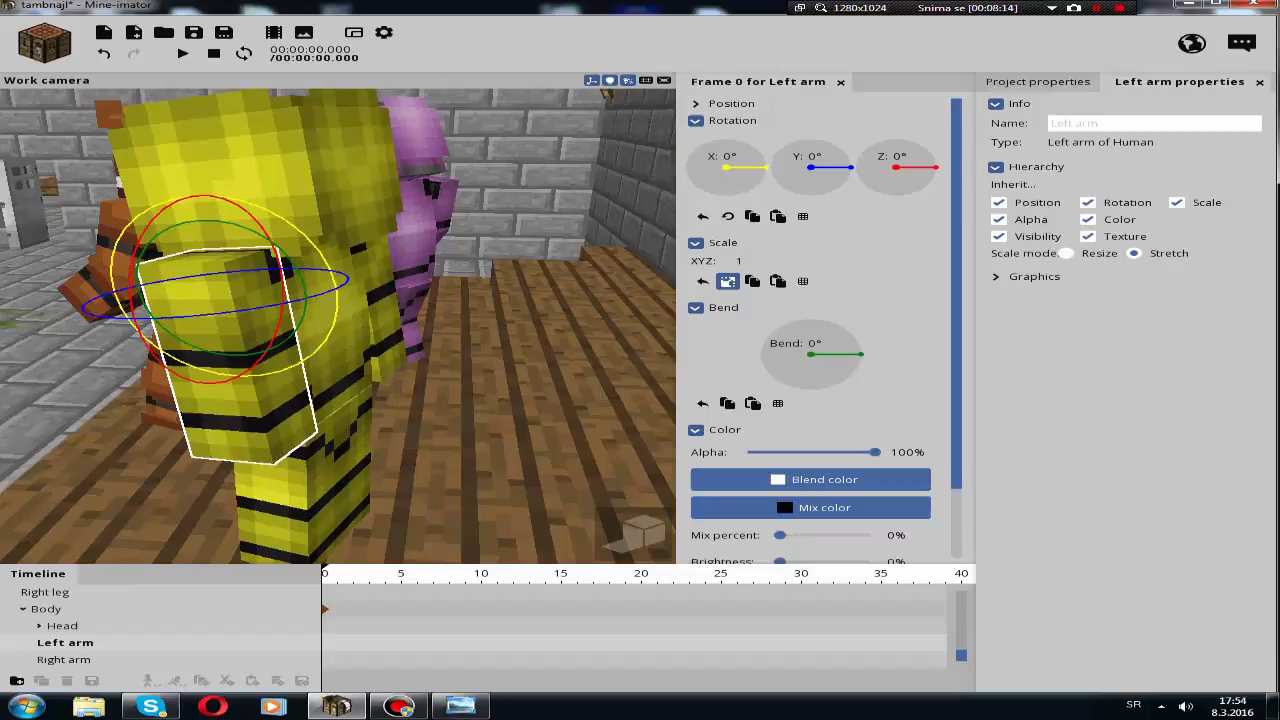 tambnajl* - Mine-imator
1280x1024
Snima se [00:08:14]
00:00:00.000
/00:00:00.000
Work camera
Frame 0 for Left arm
Project properties
Left arm properties
Position
Rotation
X: 0°
Y: 0°
Z: 0°
Scale
XYZ: 1
Bend
Bend: 0°
Color
Alpha: 100%
Blend color
Mix color
Mix percent: 0%
Brightness: 0%
Info
Name: Left arm
Type: Left arm of Human
Hierarchy
Inherit...
Position Rotation Scale
Alpha Color
Visibility Texture
Scale mode: Resize Stretch
Graphics
Timeline
0 5 10 15 20 25 30 35 40
Right leg
Body
Head
Left arm
Right arm
SR
17:54
8.3.2016